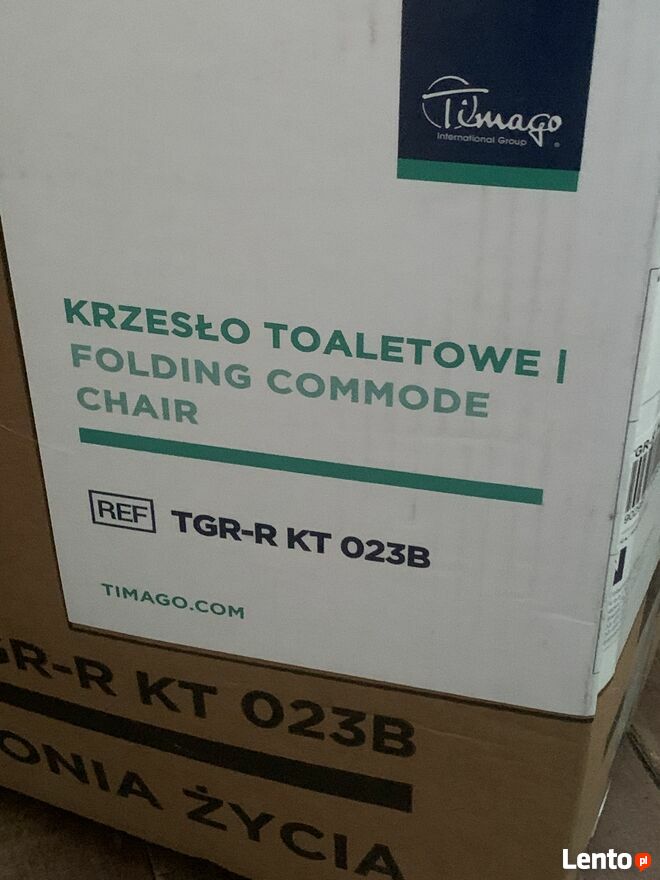 Timago
International Group
KRZESŁO TOALETOWE |
FOLDING COMMODE
CHAIR
REF TGR-R KT 023B
TIMAGO.COM
GR-R KT 023B
ONIA ŻYCIA
Lento.pl